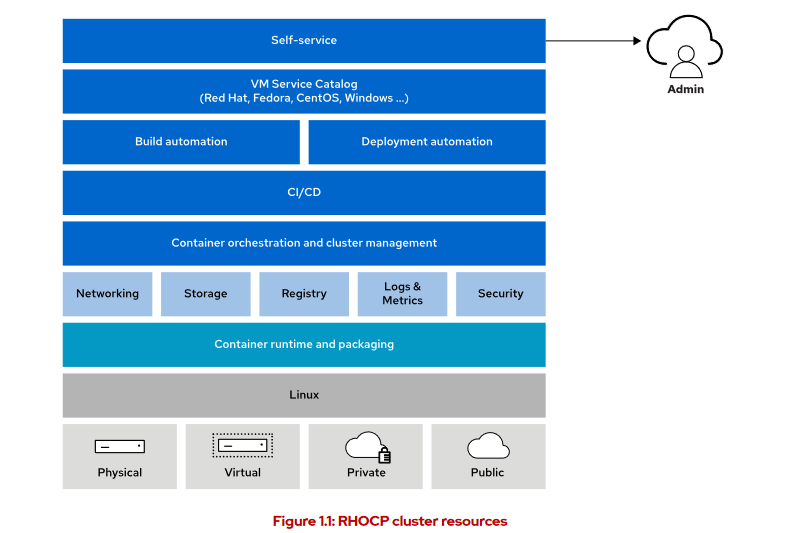 Self-service
Admin
VM Service Catalog
(Red Hat, Fedora, CentOS, Windows ...)
Build automation
Deployment automation
CI/CD
Container orchestration and cluster management
Networking
Storage
Registry
Logs &
Metrics
Security
Container runtime and packaging
Linux
Physical
Virtual
Private
Public
Figure 1.1: RHOCP cluster resources